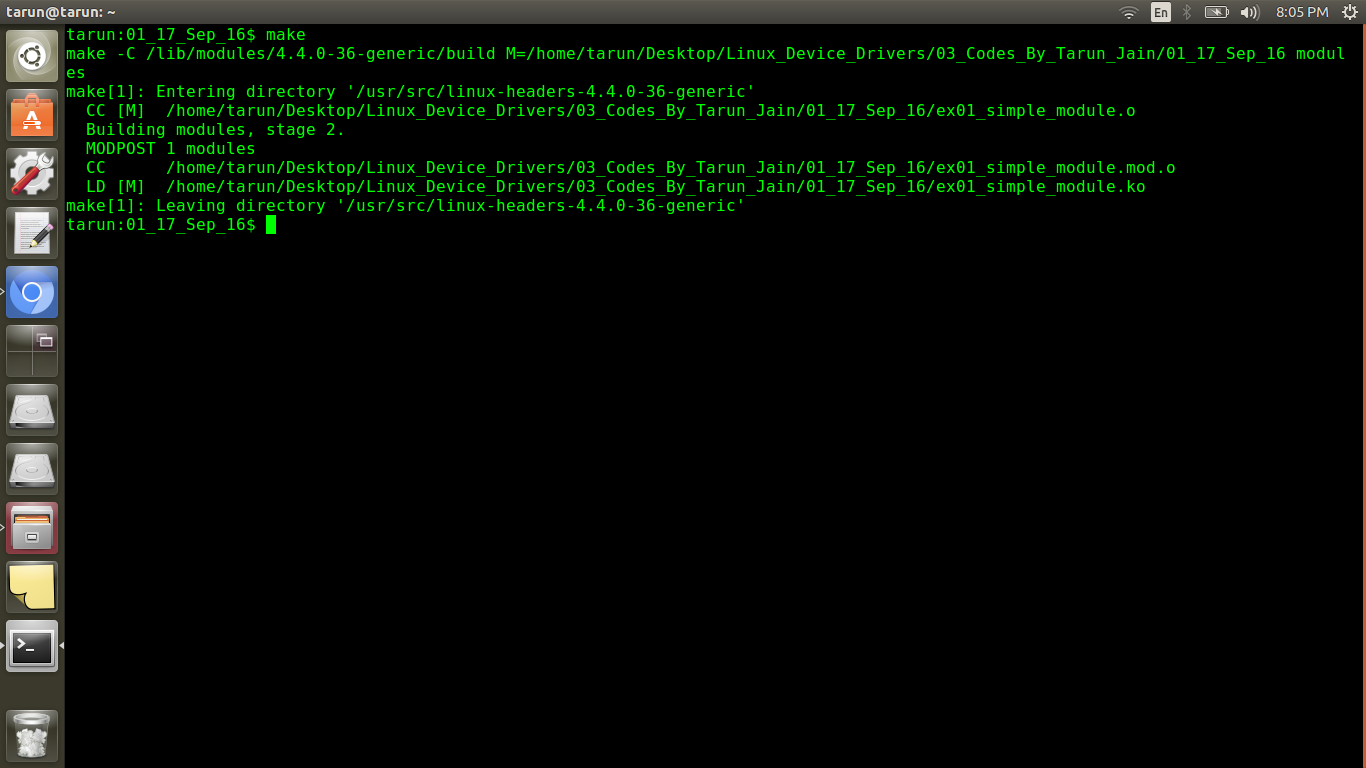 tarun@tarun: ~
En
8:05 PM
tarun:01_17_Sep_16$ make
make -C /lib/modules/4.4.0-36-generic/build M=/home/tarun/Desktop/Linux_Device_Drivers/03_Codes_By_Tarun_Jain/01_17_Sep_16 modul
es
make[1]: Entering directory '/usr/src/linux-headers-4.4.0-36-generic'
  CC [M]  /home/tarun/Desktop/Linux_Device_Drivers/03_Codes_By_Tarun_Jain/01_17_Sep_16/ex01_simple_module.o
  Building modules, stage 2.
  MODPOST 1 modules
  CC      /home/tarun/Desktop/Linux_Device_Drivers/03_Codes_By_Tarun_Jain/01_17_Sep_16/ex01_simple_module.mod.o
  LD [M]  /home/tarun/Desktop/Linux_Device_Drivers/03_Codes_By_Tarun_Jain/01_17_Sep_16/ex01_simple_module.ko
make[1]: Leaving directory '/usr/src/linux-headers-4.4.0-36-generic'
tarun:01_17_Sep_16$